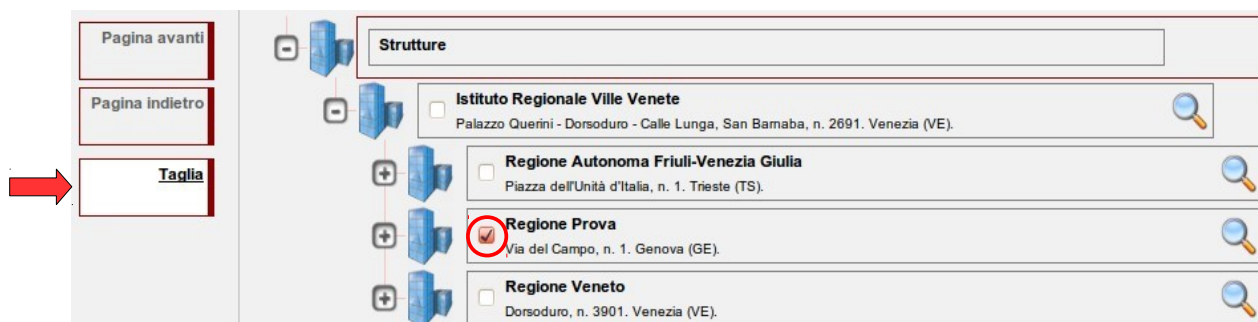 Pagina avanti
Pagina indietro
Taglia
Strutture
Istituto Regionale Ville Venete
Palazzo Querini - Dorsoduro - Calle Lunga, San Barnaba, n. 2691. Venezia (VE).
Regione Autonoma Friuli-Venezia Giulia
Piazza dell'Unità d'Italia, n. 1. Trieste (TS).
Regione Prova
Via del Campo, n. 1. Genova (GE).
Regione Veneto
Dorsoduro, n. 3901. Venezia (VE).